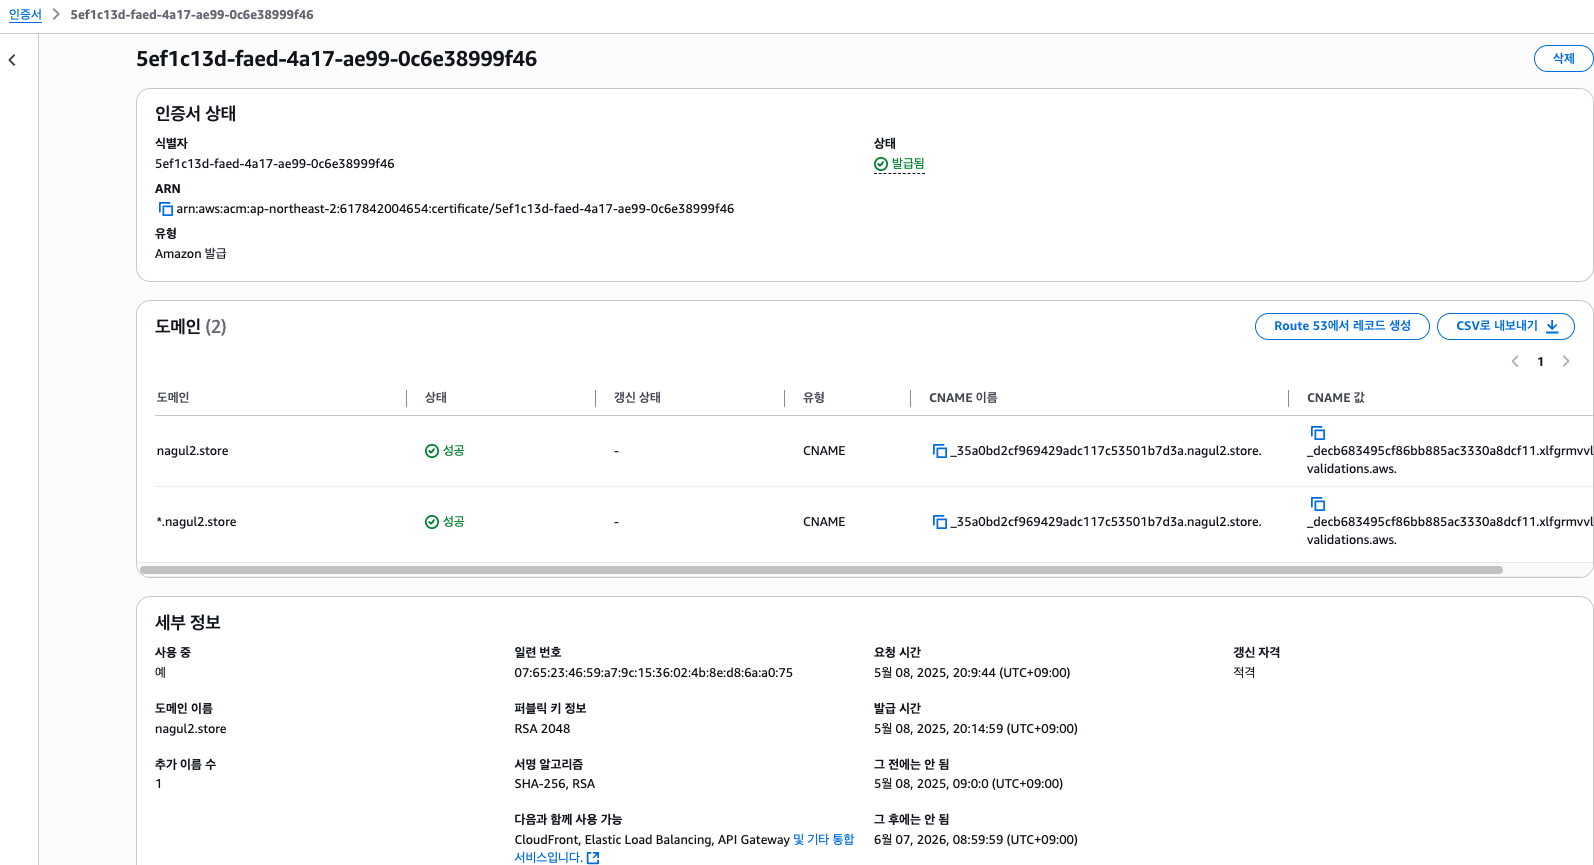 인증서 > 5ef1c13d-faed-4a17-ae99-0c6e38999f46
5ef1c13d-faed-4a17-ae99-0c6e38999f46
삭제
인증서 상태
식별자
5ef1c13d-faed-4a17-ae99-0c6e38999f46
상태
발급됨
ARN
arn:aws:acm:ap-northeast-2:617842004654:certificate/5ef1c13d-faed-4a17-ae99-0c6e38999f46
유형
Amazon 발급
도메인 (2)
Route 53에서 레코드 생성
CSV로 내보내기
1
도메인 상태 갱신 상태 유형 CNAME 이름 CNAME 값
nagul2.store 성공 - CNAME _35a0bd2cf969429adc117c53501b7d3a.nagul2.store. _decb683495cf86bb885ac3330a8dcf11.xlfgrmvvl
validations.aws.
*.nagul2.store 성공 - CNAME _35a0bd2cf969429adc117c53501b7d3a.nagul2.store. _decb683495cf86bb885ac3330a8dcf11.xlfgrmvvl
validations.aws.
세부 정보
사용 중
예
도메인 이름
nagul2.store
추가 이름 수
1
일련 번호
07:65:23:46:59:a7:9c:15:36:02:4b:8e:d8:6a:a0:75
퍼블릭 키 정보
RSA 2048
서명 알고리즘
SHA-256, RSA
다음과 함께 사용 가능
CloudFront, Elastic Load Balancing, API Gateway 및 기타 통합
서비스입니다.
요청 시간
5월 08, 2025, 20:9:44 (UTC+09:00)
발급 시간
5월 08, 2025, 20:14:59 (UTC+09:00)
그 전에는 안 됨
5월 08, 2025, 09:0:0 (UTC+09:00)
그 후에는 안 됨
6월 07, 2026, 08:59:59 (UTC+09:00)
갱신 자격
적격